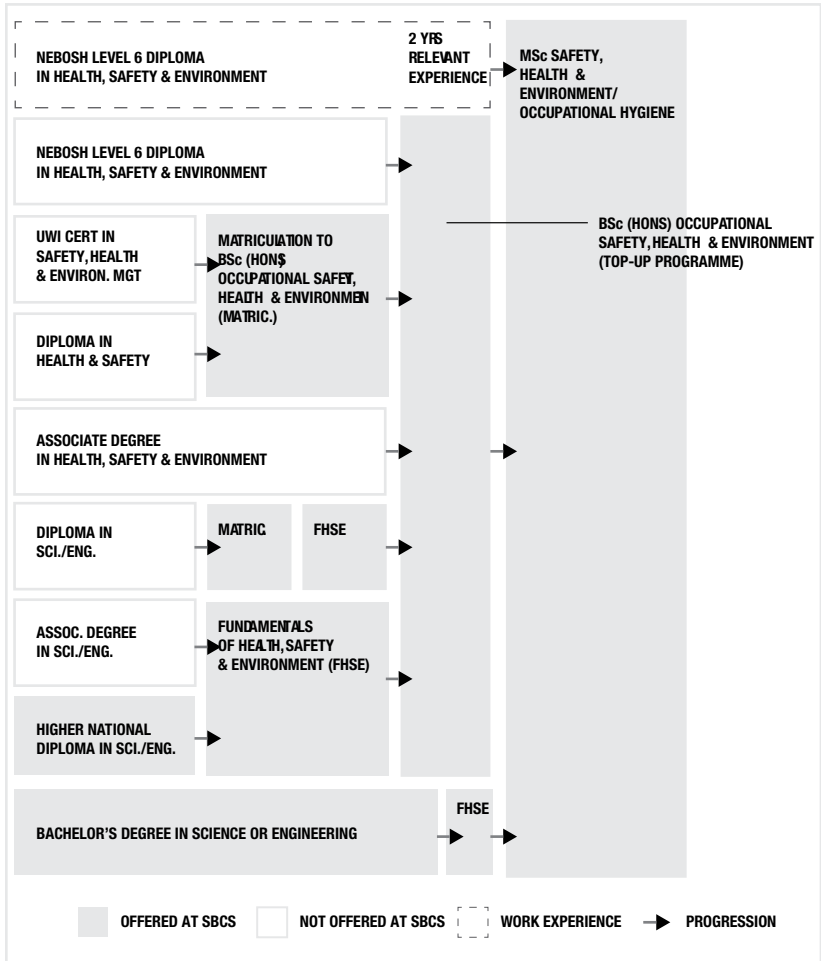 NEBOSH LEVEL 6 DIPLOMA
IN HEALTH, SAFETY & ENVIRONMENT
2 YRS
RELEVANT
EXPERIENCE
MSc SAFETY,
HEALTH &
ENVIRONMENT/
OCCUPATIONAL HYGIENE
NEBOSH LEVEL 6 DIPLOMA
IN HEALTH, SAFETY & ENVIRONMENT
UWI CERT IN
SAFETY, HEALTH
& ENVIRON. MGT
MATRICULATION TO
BSc (HONS)
OCCUPATIONAL SAFETY,
HEALTH & ENVIRONMEN
(MATRIC.)
BSc (HONS) OCCUPATIONAL
SAFETY, HEALTH & ENVIRONMENT
(TOP-UP PROGRAMME)
DIPLOMA IN
HEALTH & SAFETY
ASSOCIATE DEGREE
IN HEALTH, SAFETY & ENVIRONMENT
DIPLOMA IN
SCI./ENG.
MATRIC.
FHSE
ASSOC. DEGREE
IN SCI./ENG.
FUNDAMENTALS
OF HEALTH, SAFETY
& ENVIRONMENT (FHSE)
HIGHER NATIONAL
DIPLOMA IN SCI./ENG.
BACHELOR'S DEGREE IN SCIENCE OR ENGINEERING
FHSE
OFFERED AT SBCS
NOT OFFERED AT SBCS
WORK EXPERIENCE
PROGRESSION